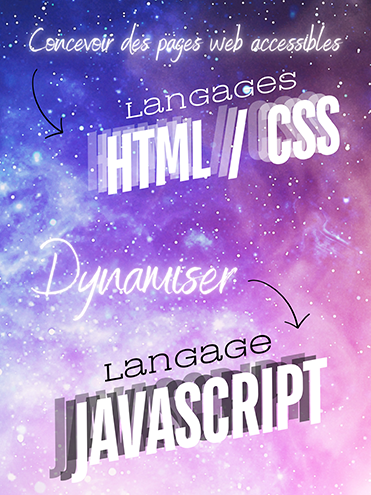 Concevoir des pages web accessibles
LANGAGES
HTML // CSS
Dynamiser
LANGAGE
JAVASCRIPT